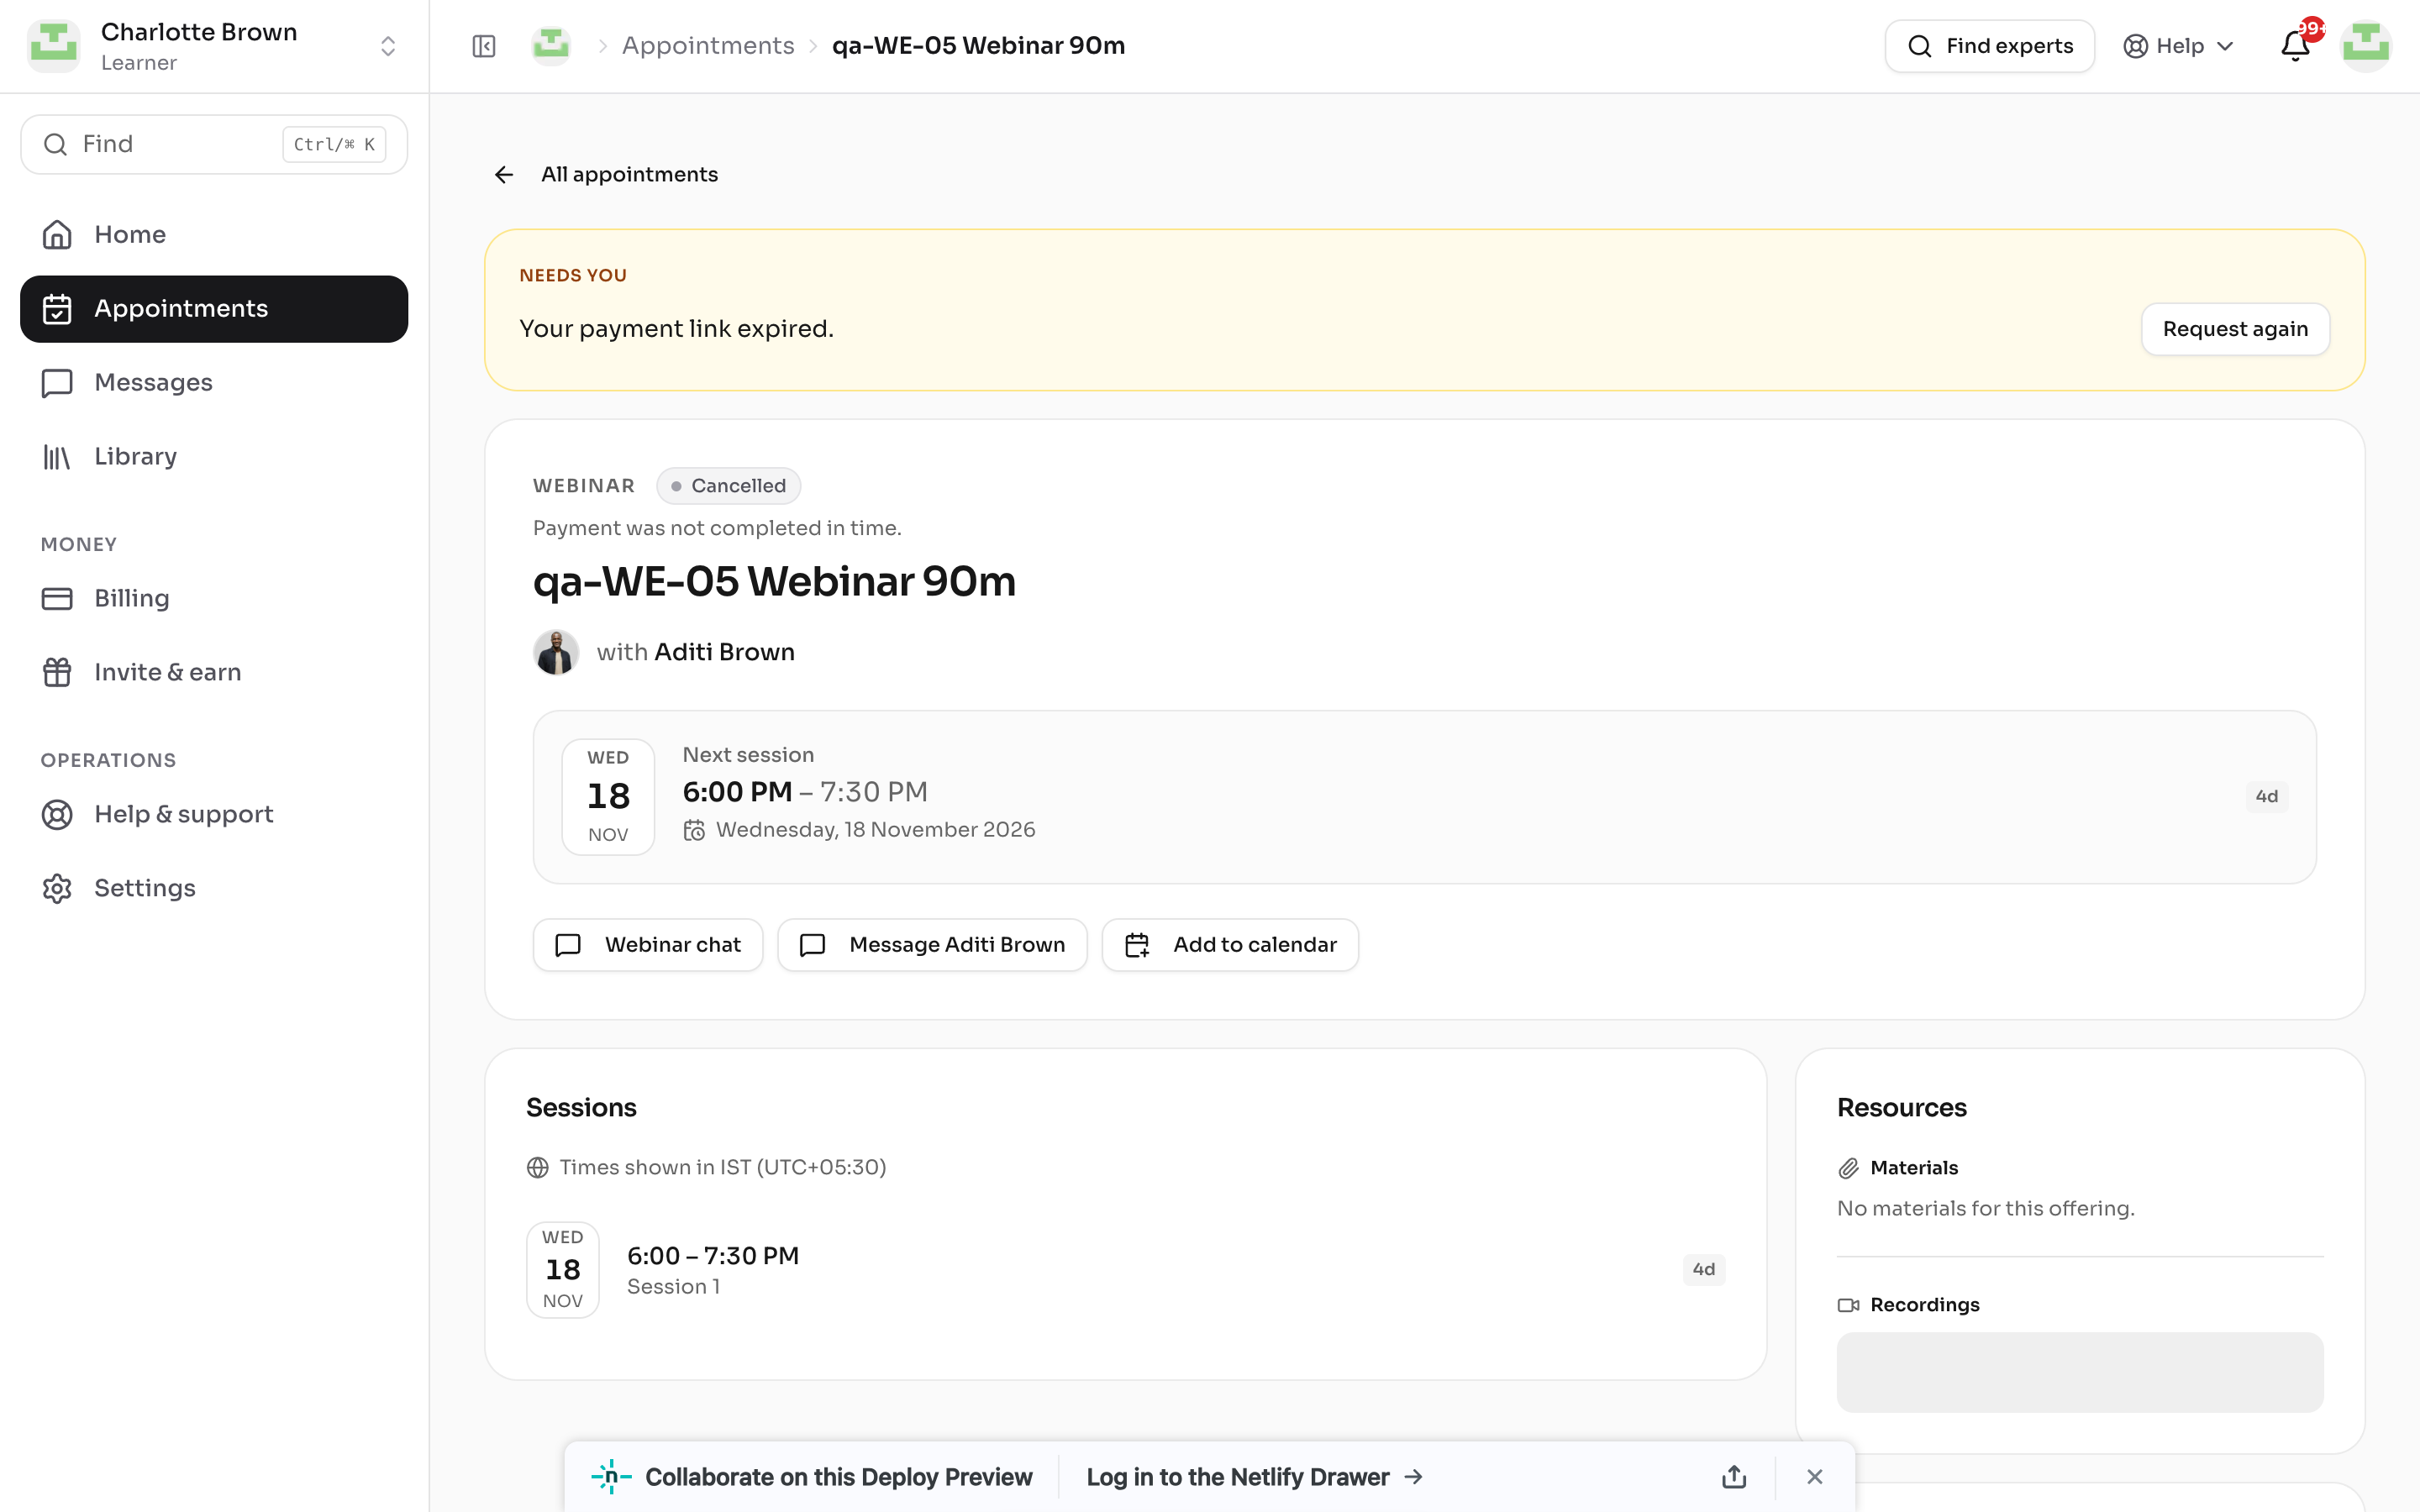 Charlotte Brown
Learner
Appointments
qa-WE-05 Webinar 90m
Find experts
Help
99+
Find
Ctrl/⌘ K
Home
Appointments
Messages
Library
MONEY
Billing
Invite & earn
OPERATIONS
Help & support
Settings
All appointments
NEEDS YOU
Your payment link expired.
Request again
WEBINAR
Cancelled
Payment was not completed in time.
qa-WE-05 Webinar 90m
with Aditi Brown
WED
18
NOV
Next session
6:00 PM – 7:30 PM
Wednesday, 18 November 2026
4d
Webinar chat
Message Aditi Brown
Add to calendar
Sessions
Times shown in IST (UTC+05:30)
WED
18
NOV
6:00 – 7:30 PM
Session 1
4d
Resources
Materials
No materials for this offering.
Recordings
n
Collaborate on this Deploy Preview
Log in to the Netlify Drawer →